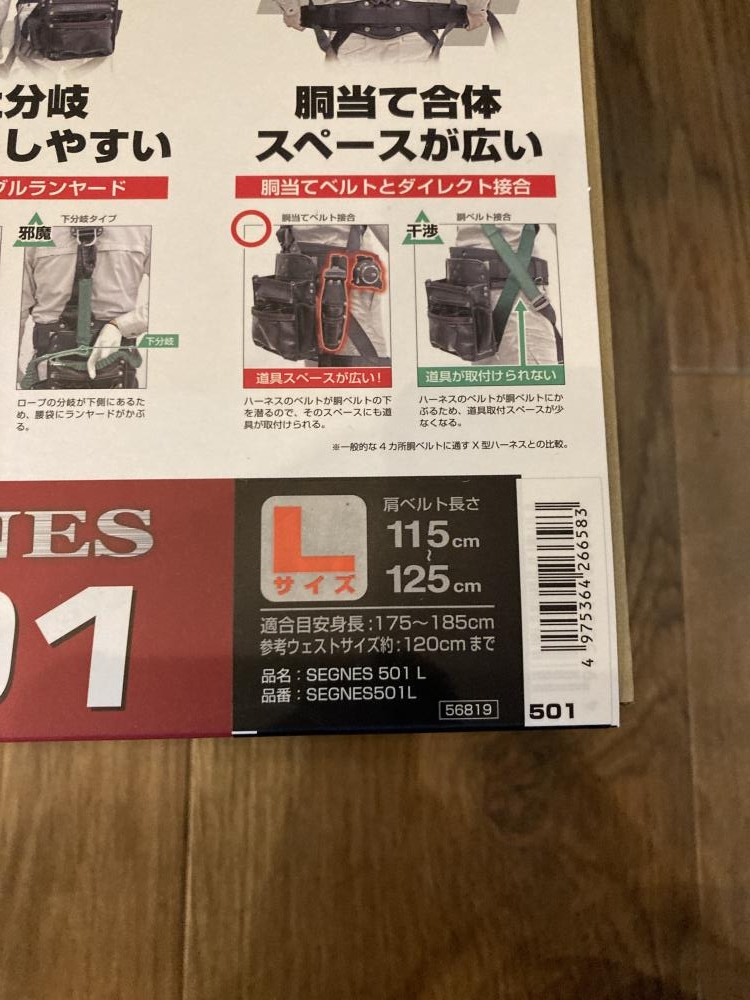 分岐
しやすい
ルランヤード
胴当て合体
スペースが広い
胴当てベルトとダイレクト接合
邪魔
下分岐タイプ
下分岐
ロープの分岐が下側にあるた
め、腰袋にランヤードがかぶ
る。
胴当てベルト接合
道具スペースが広い!
ハーネスのベルトが胴ベルトの下
を潜るので、そのスペースにも道
具が取付けられる。
干渉
胴ベルト接合
道具が取付けられない
ハーネスのベルトが胴ベルトにか
ぶるため、道具取付スペースが少
なくなる。
※一般的な4カ所胴ベルトに通すX型ハーネスとの比較。
NES
01
L
サイズ
肩ベルト長さ
115cm
~
125cm
適合目安身長:175~185cm
参考ウェストサイズ約:120cmまで
品名:SEGNES 501 L
品番:SEGNES501L
56819
4 975364 266583
501